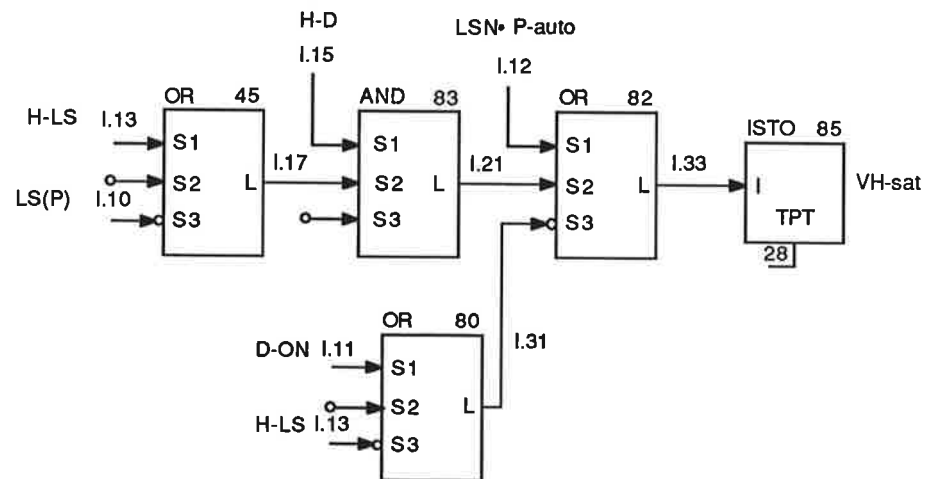 H-D
LSN• P-auto
I.15
I.12
OR 45
AND 83
OR 82
H-LS I.13
S1
S1
S1
ISTO 85
I.17
I.21
I.33
S2 L
S2 L
S2 L
I
VH-sat
LS(P) I.10
S3
S3
S3
TPT
28
OR 80
I.31
D-ON I.11
S1
S2 L
H-LS I.13
S3